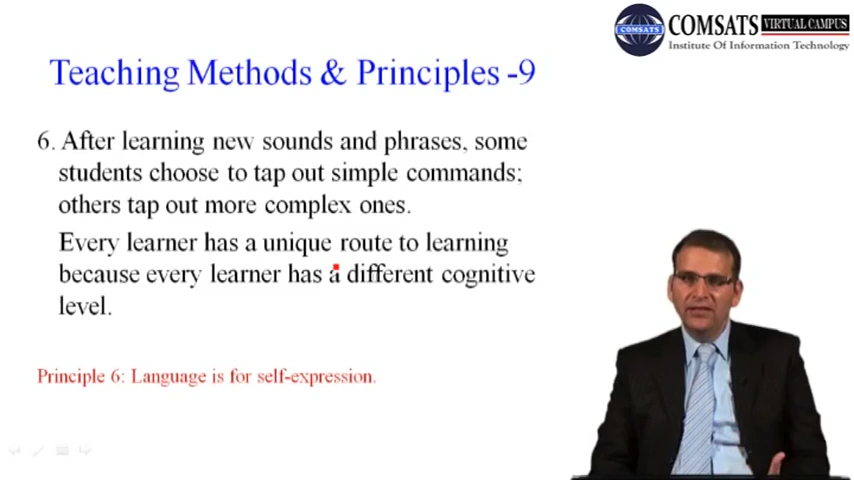 COMSATS VIRTUAL CAMPUS
Institute Of Information Technology
COMSATS
Teaching Methods & Principles -9
6. After learning new sounds and phrases, some
students choose to tap out simple commands;
others tap out more complex ones.
Every learner has a unique route to learning
because every learner has a different cognitive
level.
Principle 6: Language is for self-expression.